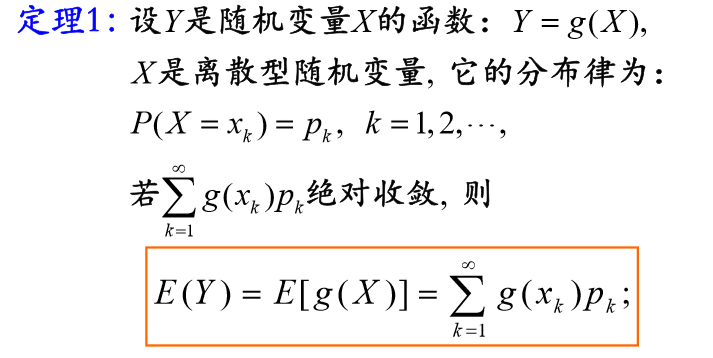 定理1: 设Y是随机变量X的函数: Y = g(X),
X是离散型随机变量, 它的分布律为:
P(X = x_k) = p_k, k = 1,2,⋯,
若∑_{k=1}^{∞} g(x_k)p_k绝对收敛, 则
E(Y) = E[g(X)] = ∑_{k=1}^{∞} g(x_k)p_k;